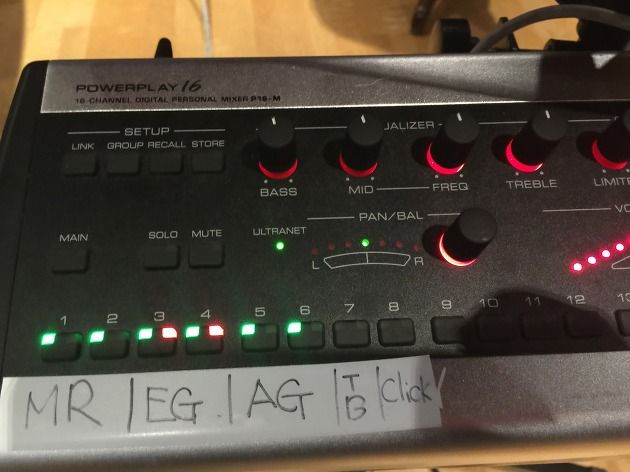 POWERPLAY 16
16-CHANNEL DIGITAL PERSONAL MIXER P16-M
SETUP
LINK GROUP RECALL STORE
BASS MID FREQ TREBLE
PAN/BAL
MAIN SOLO MUTE ULTRANET
L R
1 2 3 4 5 6 7 8 9 10 11 12
MR | EG | AG | TB | Click